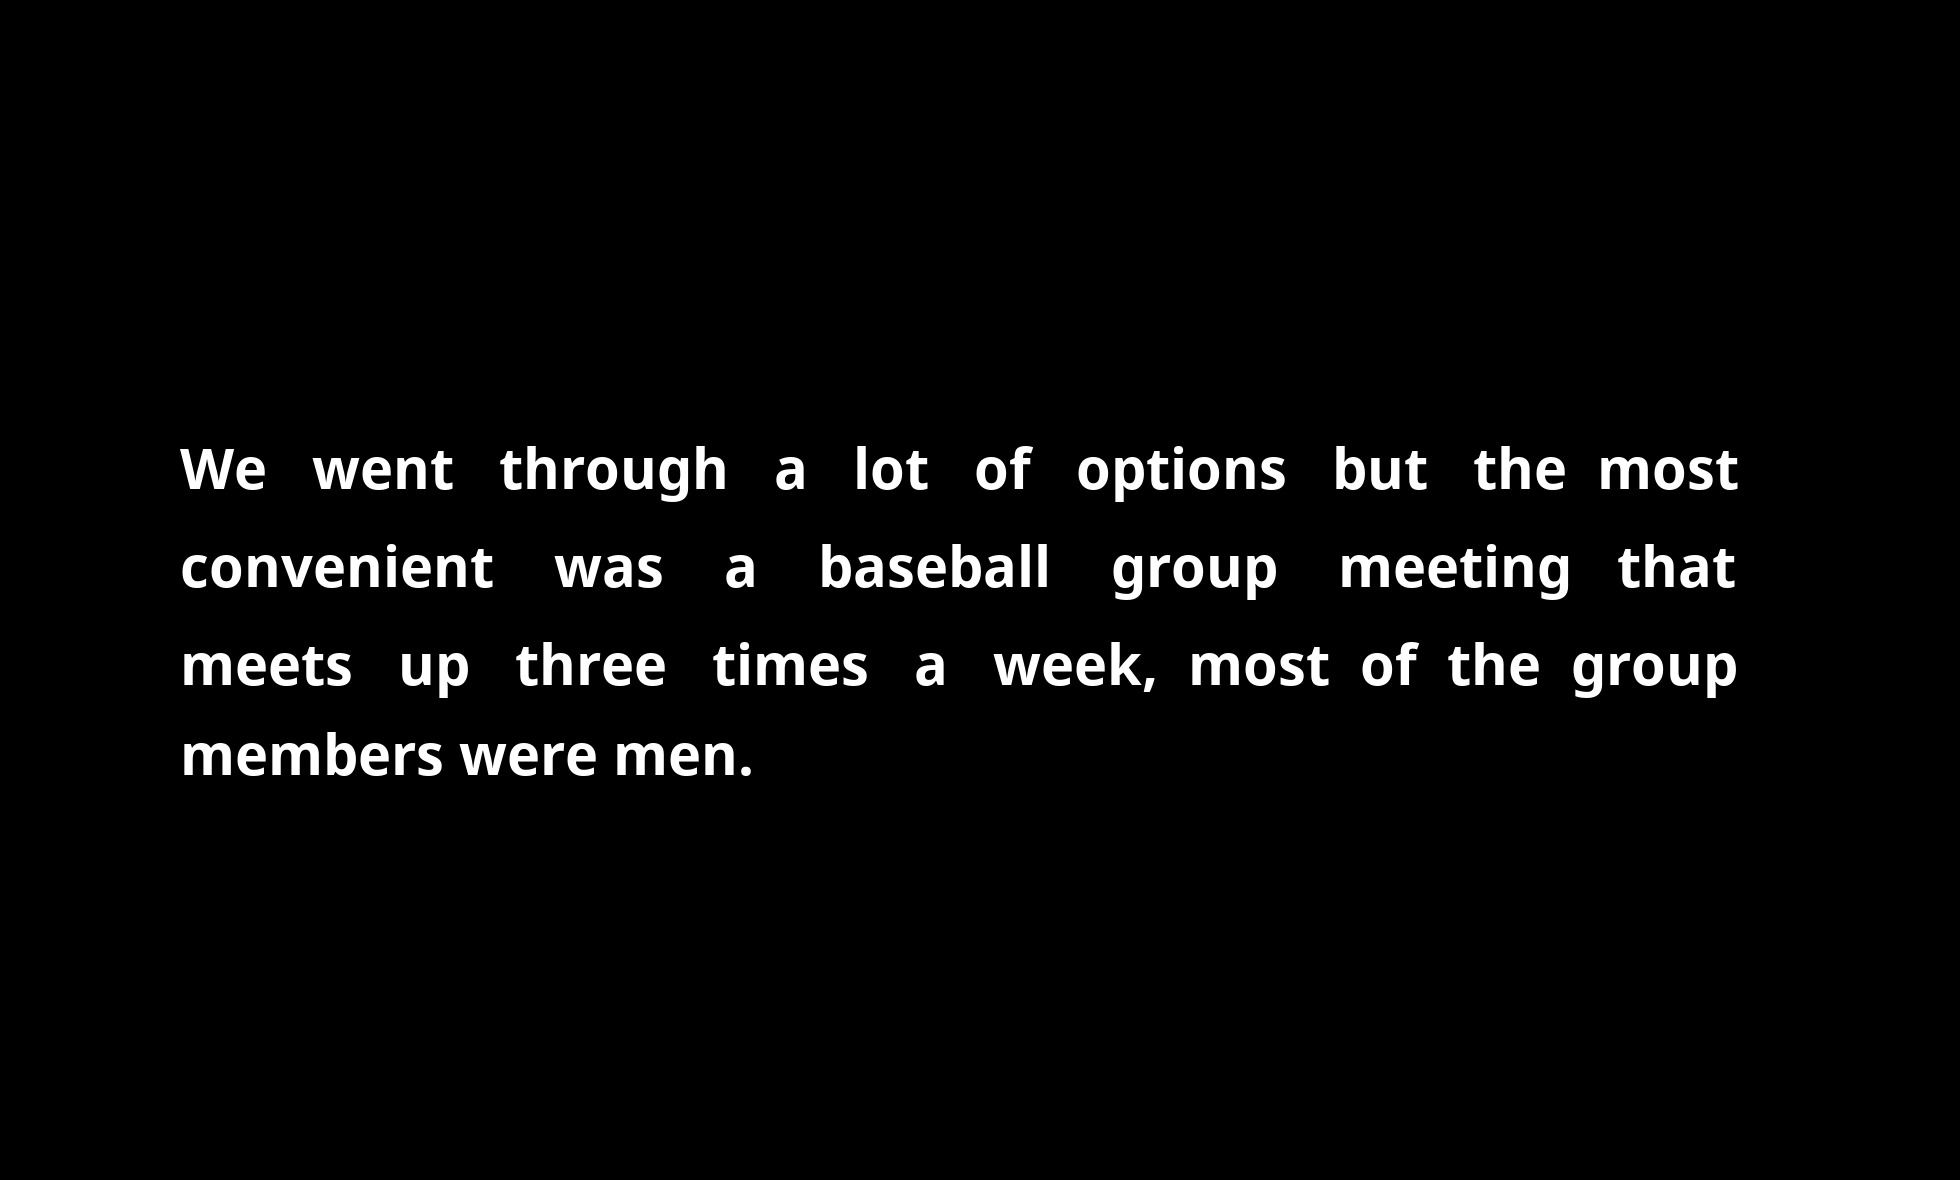 We went through a lot of options but the most
convenient was a baseball group meeting that
meets up three times a week, most of the group
members were men.